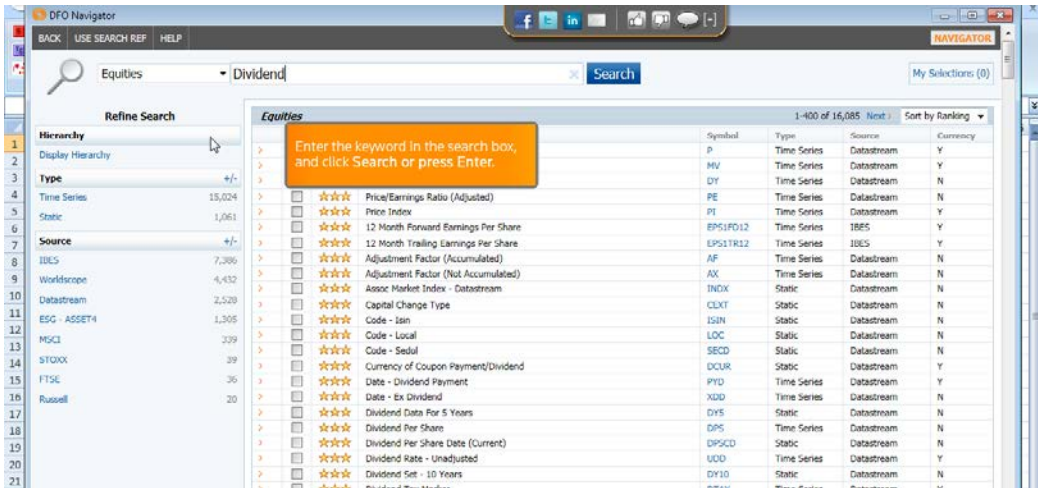 DFO Navigator
BACK USE SEARCH REF HELP NAVIGATOR
Equities Dividend Search My Selections (0)
Refine Search
Hierarchy
Display Hierarchy
Type +/-
Time Series 15,024
Static 1,061
Source +/-
IBES 7,386
Worldscope 4,432
Datastream 2,528
ESG - ASSET4 1,305
MSCI 339
STOXX 39
FTSE 36
Russell 20
Equities 1-400 of 16,085 Next Sort by Ranking
Symbol Type Source Currency
Enter the keyword in the search box,
and click Search or press Enter.
P Time Series Datastream Y
MV Time Series Datastream Y
DY Time Series Datastream N
Price/Earnings Ratio (Adjusted) PE Time Series Datastream N
Price Index PI Time Series Datastream Y
12 Month Forward Earnings Per Share EPS1FD12 Time Series IBES Y
12 Month Trailing Earnings Per Share EPS1TR12 Time Series IBES Y
Adjustment Factor (Accumulated) AF Time Series Datastream N
Adjustment Factor (Not Accumulated) AX Time Series Datastream N
Assoc Market Index - Datastream INDX Static Datastream N
Capital Change Type CEXT Static Datastream N
Code - Isin ISIN Static Datastream N
Code - Local LOC Static Datastream N
Code - Sedol SECD Static Datastream N
Currency of Coupon Payment/Dividend DCUR Static Datastream Y
Date - Dividend Payment PYD Time Series Datastream N
Date - Ex Dividend XDD Time Series Datastream N
Dividend Data For 5 Years DY5 Static Datastream N
Dividend Per Share DPS Time Series Datastream N
Dividend Per Share Date (Current) DPSCD Static Datastream N
Dividend Rate - Unadjusted UDD Time Series Datastream Y
Dividend Set - 10 Years DY10 Static Datastream N
1
2
3
4
5
6
7
8
9
10
11
12
13
14
15
16
17
18
19
20
21